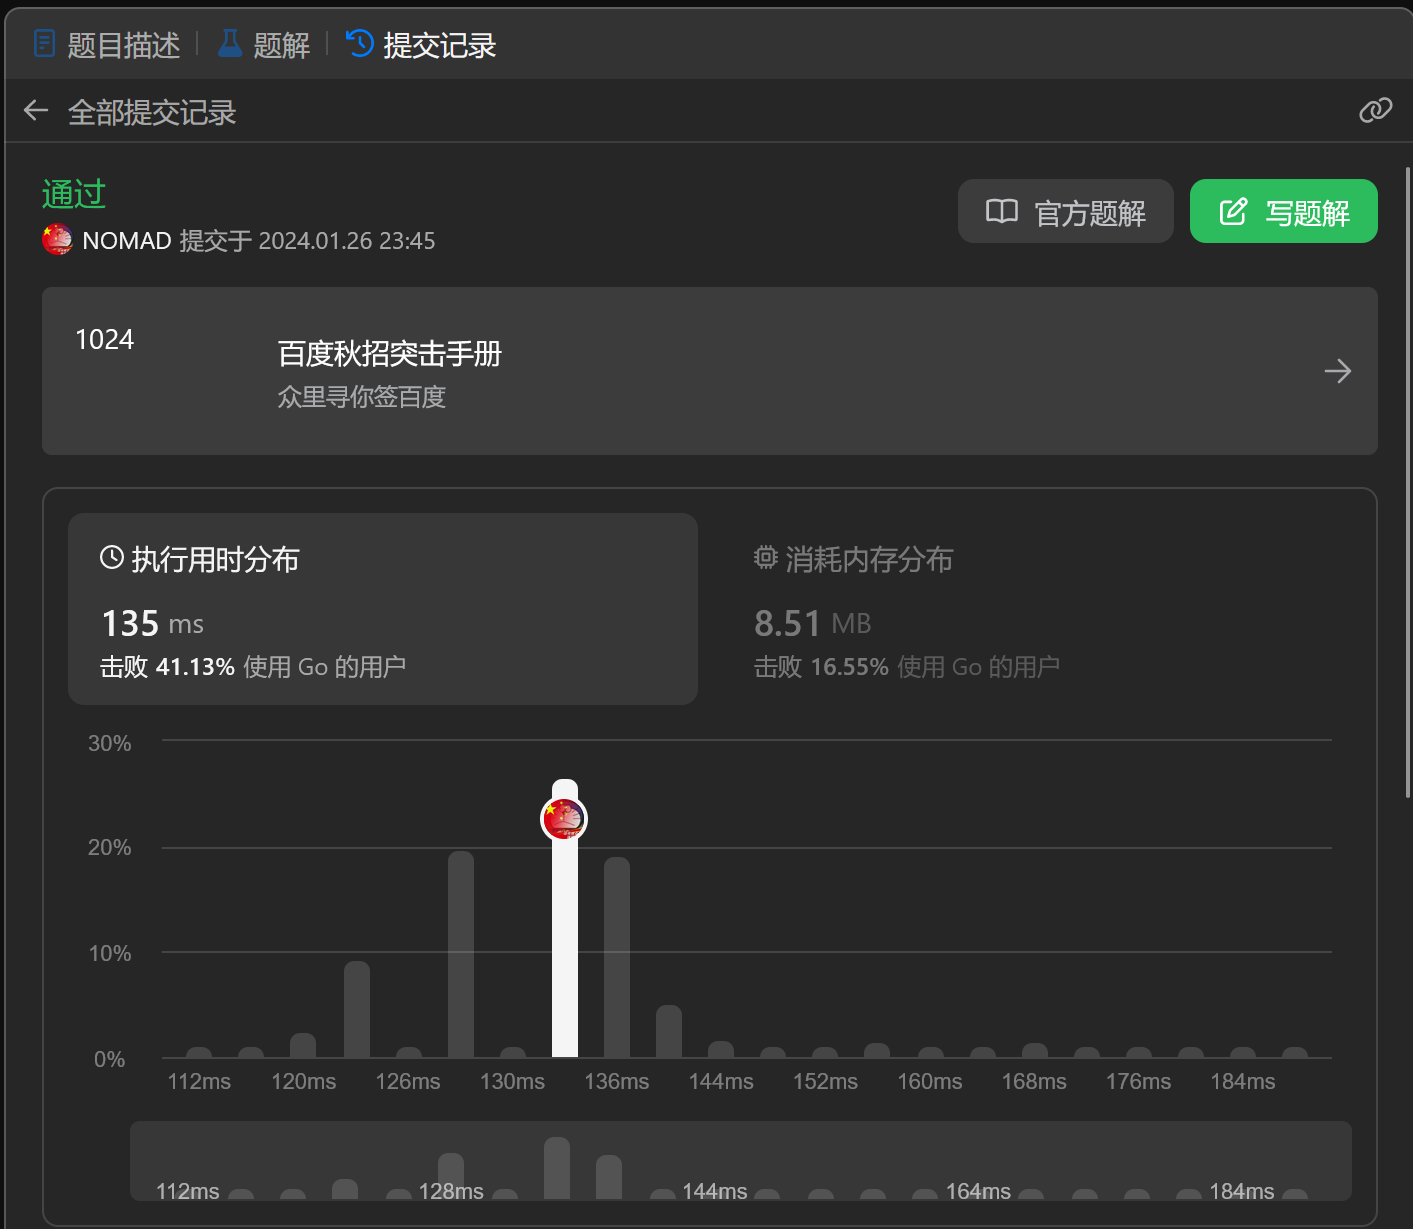 题目描述 题解 提交记录
全部提交记录
通过
NOMAD 提交于 2024.01.26 23:45
官方题解 写题解
1024
百度秋招突击手册
众里寻你签百度
执行用时分布
135 ms
击败 41.13% 使用 Go 的用户
消耗内存分布
8.51 MB
击败 16.55% 使用 Go 的用户
30%
20%
10%
0%
112ms 120ms 126ms 130ms 136ms 144ms 152ms 160ms 168ms 176ms 184ms
112ms 128ms 144ms 164ms 184ms